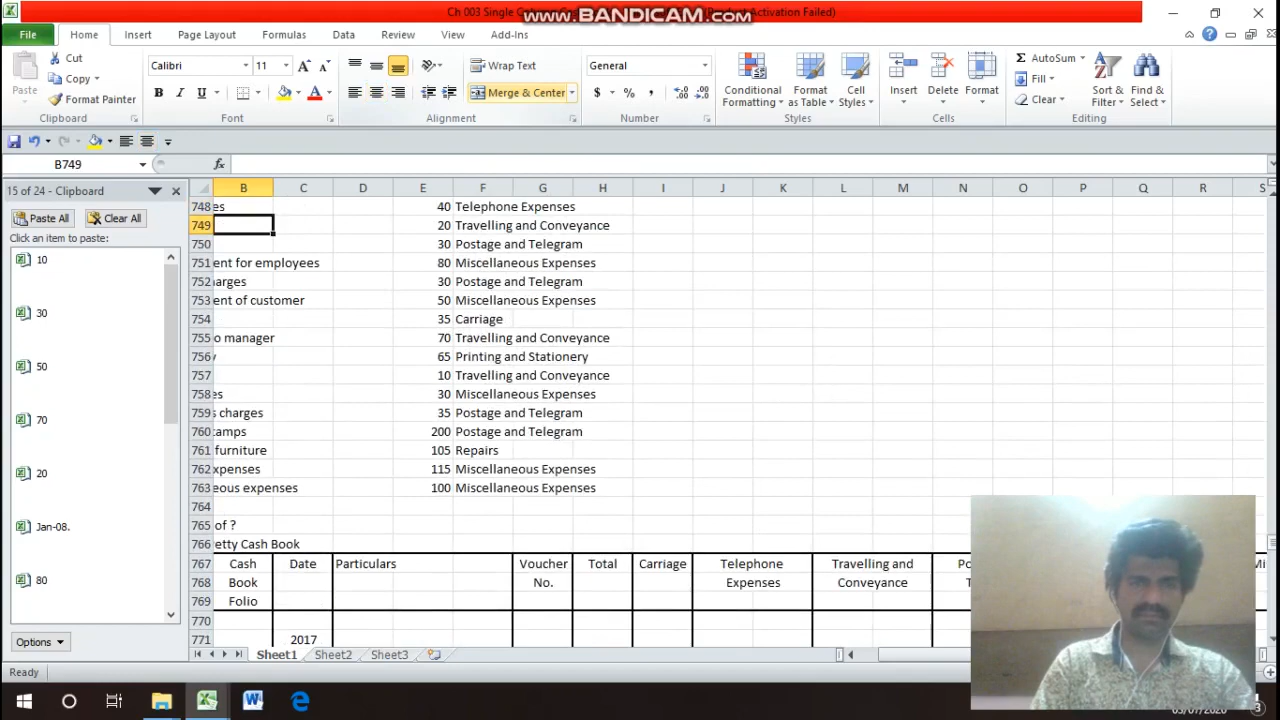 Ch 003 Single Column
www.BANDICAM.com
Activation Failed)
File Home Insert Page Layout Formulas Data Review View Add-Ins
Cut
Copy
Format Painter
Paste
Clipboard
Calibri 11
B I U
Font
Wrap Text
Merge & Center
Alignment
General
$ % ,
Number
Conditional Formatting
Format as Table
Cell Styles
Styles
Insert Delete Format
Cells
AutoSum
Fill
Clear
Sort & Filter
Find & Select
Editing
B749
fx
15 of 24 - Clipboard
Paste All Clear All
Click an item to paste:
10
30
50
70
20
Jan-08.
80
Options
B C D E F G H I J K L M N O P Q R S
748 es 40 Telephone Expenses
749 20 Travelling and Conveyance
750 30 Postage and Telegram
751 ent for employees 80 Miscellaneous Expenses
752 arges 30 Postage and Telegram
753 ent of customer 50 Miscellaneous Expenses
754 35 Carriage
755 o manager 70 Travelling and Conveyance
756 y 65 Printing and Stationery
757 10 Travelling and Conveyance
758 es 30 Miscellaneous Expenses
759 s charges 35 Postage and Telegram
760 tamps 200 Postage and Telegram
761 furniture 105 Repairs
762 xpenses 115 Miscellaneous Expenses
763 eous expenses 100 Miscellaneous Expenses
764
765 of ?
766 etty Cash Book
767 Cash Date Particulars Voucher Total Carriage Telephone Travelling and Po
768 Book No. Expenses Conveyance T
769 Folio
770
771 2017
Sheet1 Sheet2 Sheet3
Ready